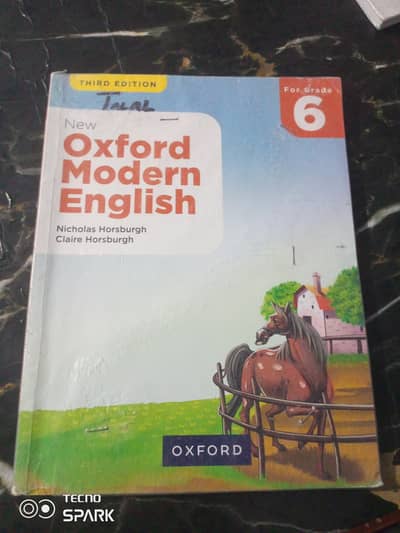 THIRD EDITION
For Grade
6
New
Oxford
Modern
English
Nicholas Horsburgh
Claire Horsburgh
OXFORD
TECNO
SPARK